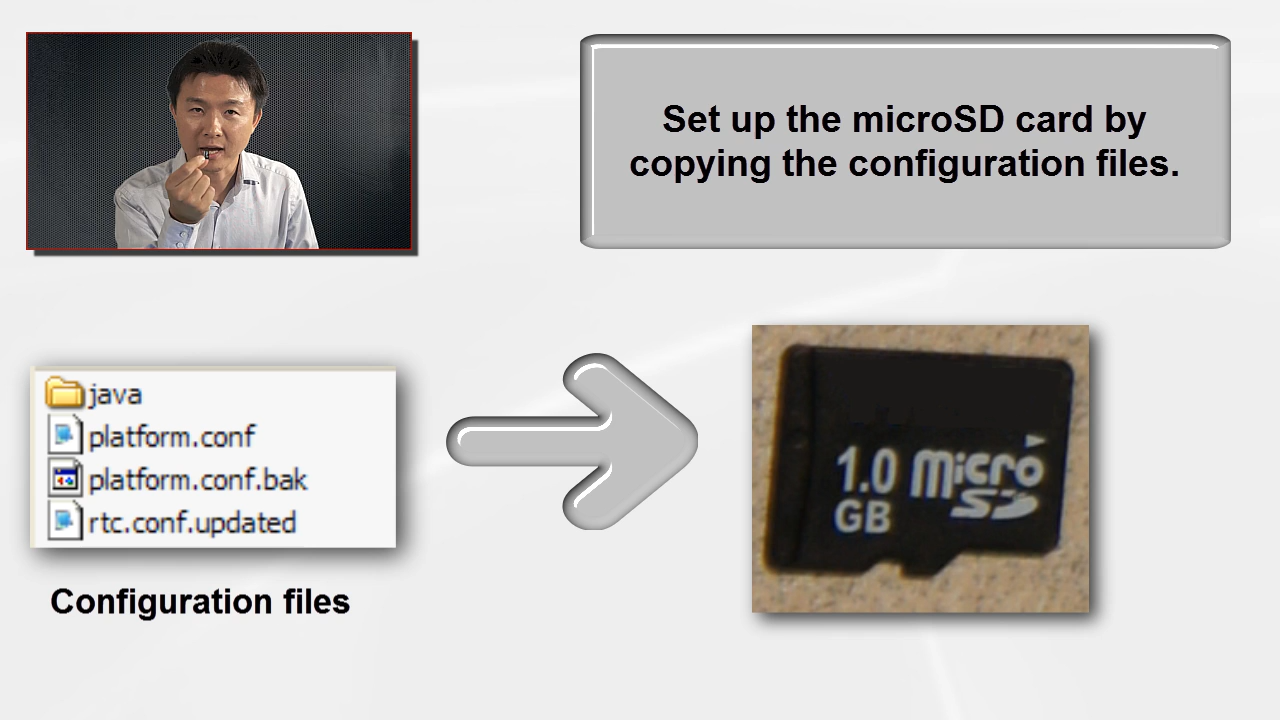 Set up the microSD card by
copying the configuration files.
java
platform.conf
platform.conf.bak
rtc.conf.updated
Configuration files
1.0 Micro
GB SD